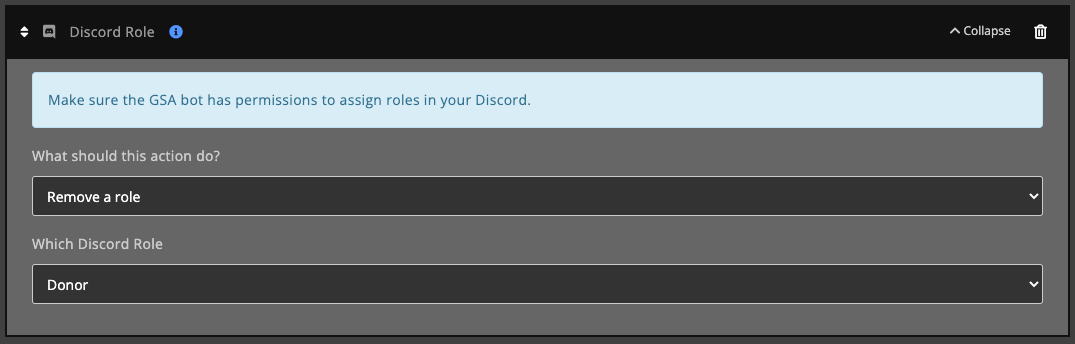 Discord Role
Collapse
Make sure the GSA bot has permissions to assign roles in your Discord.
What should this action do?
Remove a role
Which Discord Role
Donor